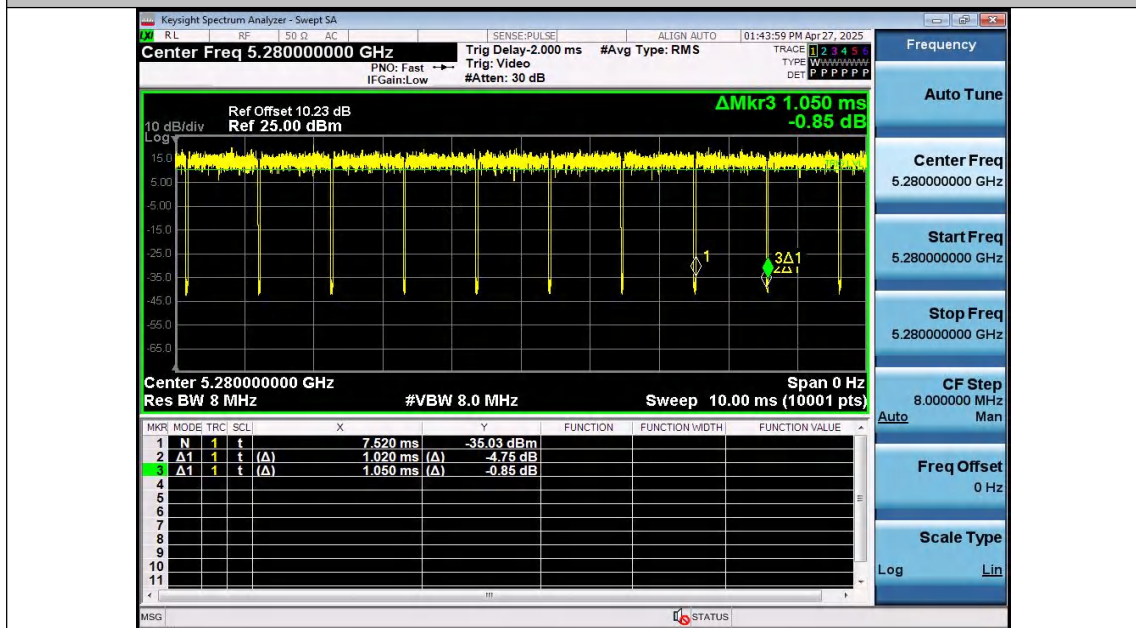 Keysight Spectrum Analyzer - Swept SA
LXI RL RF 50 Ω AC SENSE:PULSE ALIGN AUTO 01:43:59 PM Apr 27, 2025
Center Freq 5.280000000 GHz
PNO: Fast
IFGain:Low
Trig Delay-2.000 ms
Trig: Video
#Atten: 30 dB
#Avg Type: RMS
TRACE 1 2 3 4 5 6
TYPE WWWWWW
DET P P P P P P
ΔMkr3 1.050 ms
-0.85 dB
Ref Offset 10.23 dB
10 dB/div Ref 25.00 dBm
Log
15.0
5.00
-5.00
-15.0
-25.0
-35.0
-45.0
-55.0
-65.0
1
3Δ1
2Δ1
Center 5.280000000 GHz Span 0 Hz
Res BW 8 MHz #VBW 8.0 MHz Sweep 10.00 ms (10001 pts)
MKR MODE TRC SCL X Y FUNCTION FUNCTION WIDTH FUNCTION VALUE
1 N 1 t 7.520 ms -35.03 dBm
2 Δ1 1 t (Δ) 1.020 ms (Δ) -4.75 dB
3 Δ1 1 t (Δ) 1.050 ms (Δ) -0.85 dB
4
5
6
7
8
9
10
11
MSG STATUS
Frequency
Auto Tune
Center Freq
5.280000000 GHz
Start Freq
5.280000000 GHz
Stop Freq
5.280000000 GHz
CF Step
8.000000 MHz
Auto Man
Freq Offset
0 Hz
Scale Type
Log Lin